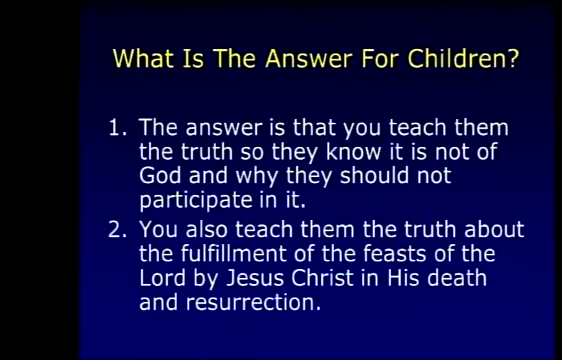 What Is The Answer For Children?
1. The answer is that you teach them
the truth so they know it is not of
God and why they should not
participate in it.
2. You also teach them the truth about
the fulfillment of the feasts of the
Lord by Jesus Christ in His death
and resurrection.